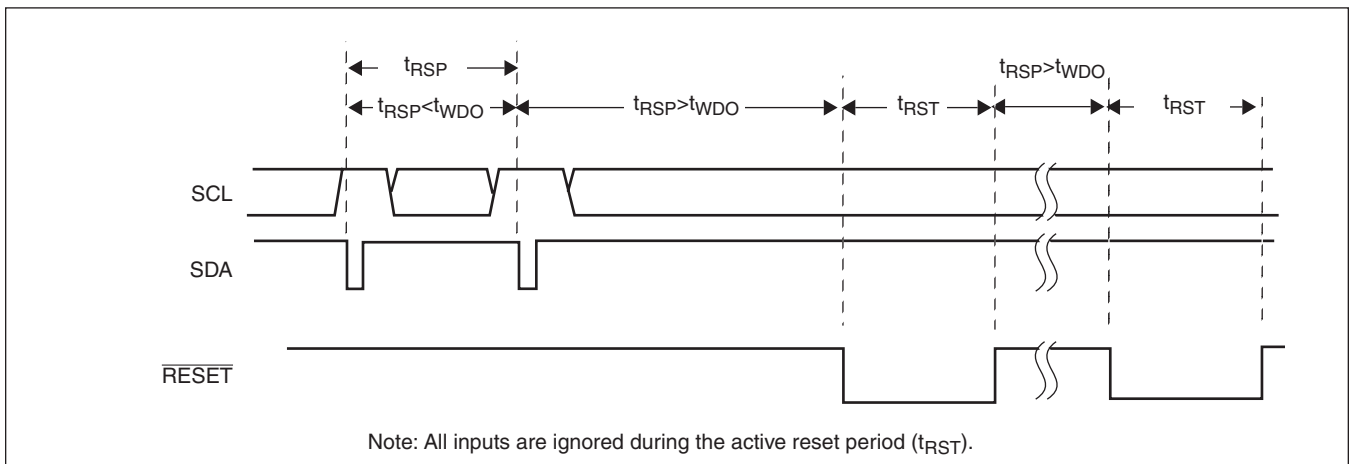 tRSP
tRSP<tWDO
tRSP>tWDO
tRST
tRSP>tWDO
tRST
SCL
SDA
RESET
Note: All inputs are ignored during the active reset period (tRST).